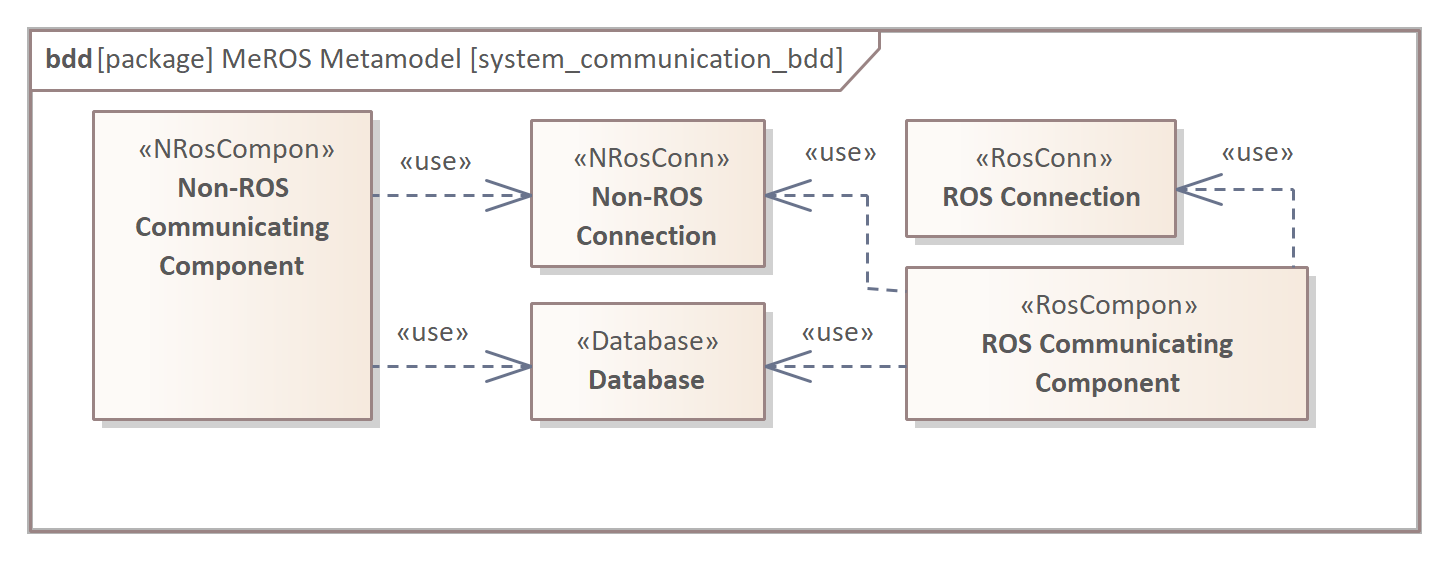 bdd [package] MeROS Metamodel [system_communication_bdd]
«NRosCompon»
Non-ROS
Communicating
Component
«use»
«NRosConn»
Non-ROS
Connection
«use»
«RosConn»
ROS Connection
«use»
«use»
«Database»
Database
«use»
«RosCompon»
ROS Communicating
Component